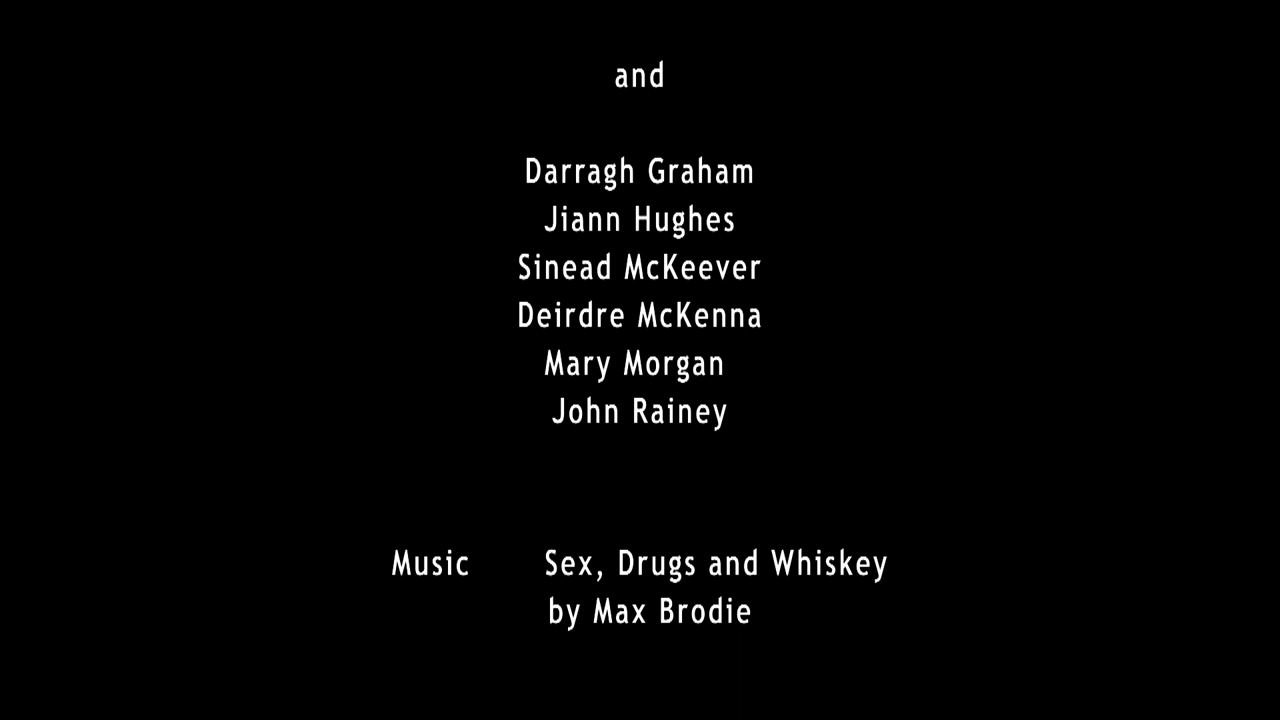 and
Darragh Graham
Jiann Hughes
Sinead McKeever
Deirdre McKenna
Mary Morgan
John Rainey
Music Sex, Drugs and Whiskey
by Max Brodie